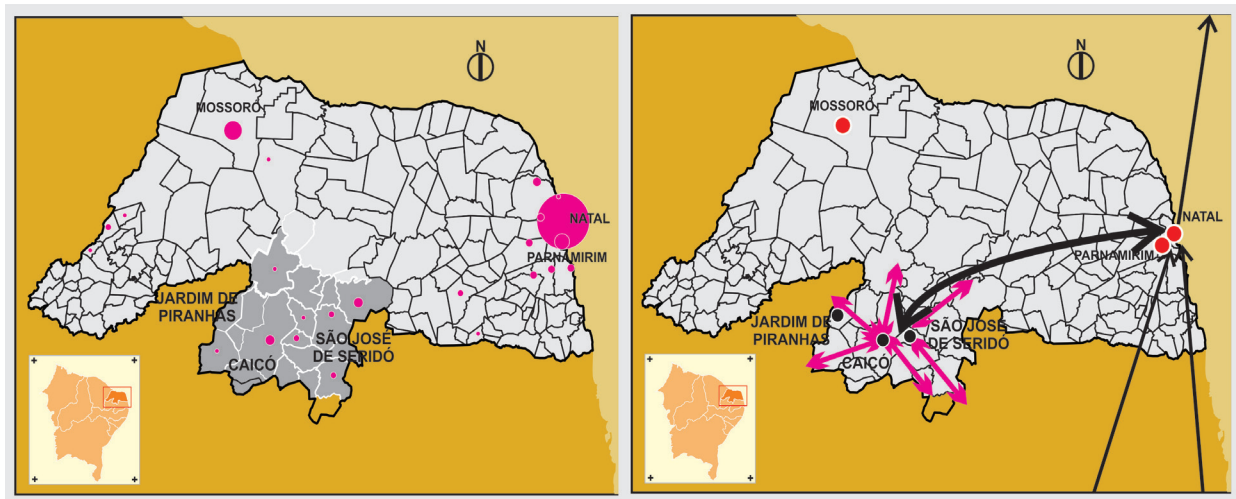 N
MOSSORÓ
NATAL
PARNAMIRIM
JARDIM DE
PIRANHAS
SÃO JOSÉ
DE SERIDÓ
CAICÓ
N
MOSSORÓ
NATAL
PARNAMIRIM
JARDIM DE
PIRANHAS
SÃO JOSÉ
DE SERIDÓ
CAICÓ